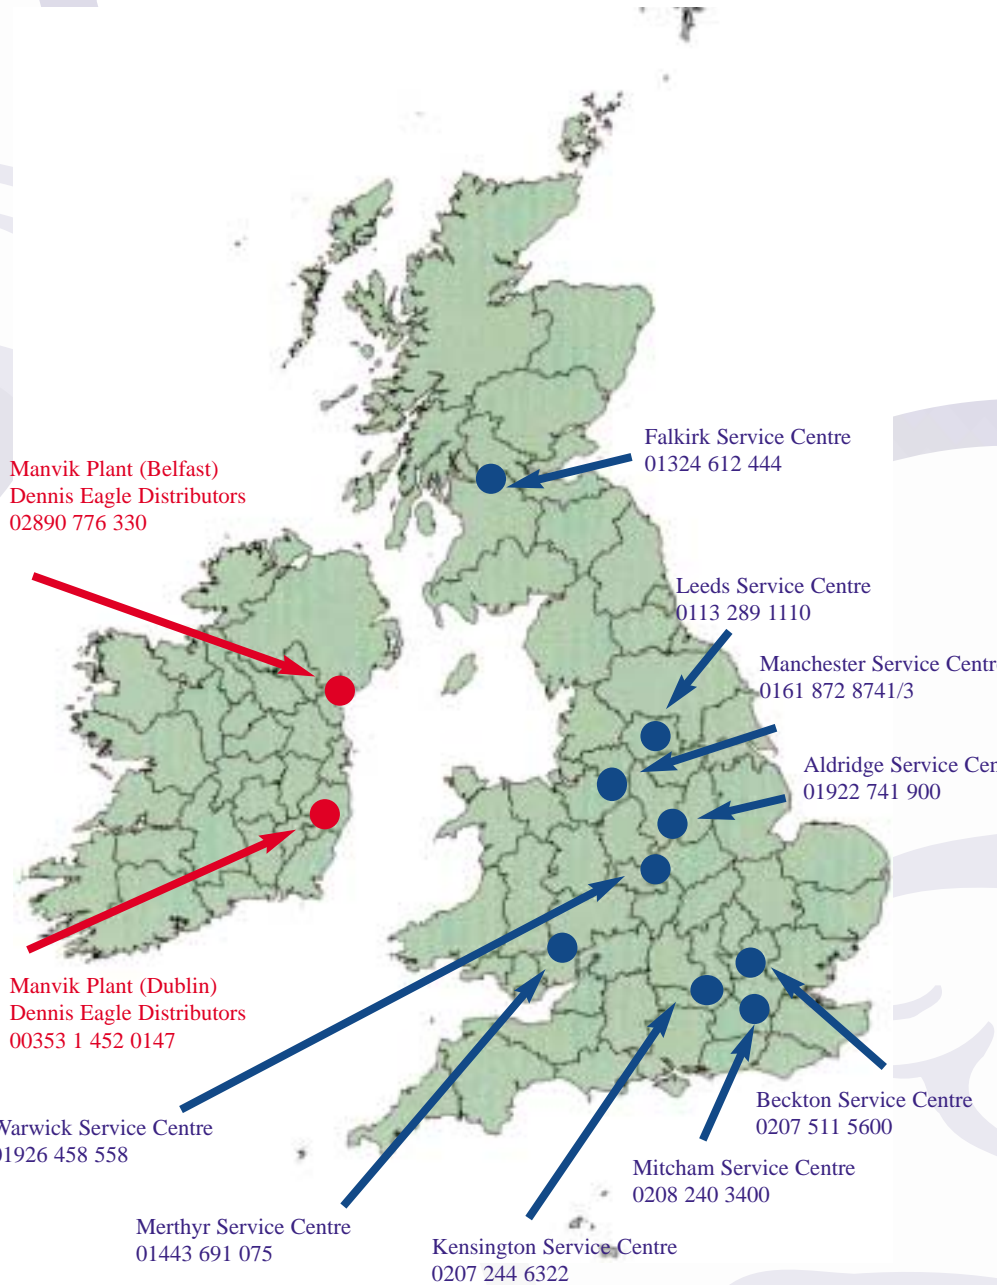 Falkirk Service Centre
01324 612 444
Manvik Plant (Belfast)
Dennis Eagle Distributors
02890 776 330
Leeds Service Centre
0113 289 1110
Manchester Service Centre
0161 872 8741/3
Aldridge Service Cen
01922 741 900
Manvik Plant (Dublin)
Dennis Eagle Distributors
00353 1 452 0147
Warwick Service Centre
01926 458 558
Beckton Service Centre
0207 511 5600
Mitcham Service Centre
0208 240 3400
Merthyr Service Centre
01443 691 075
Kensington Service Centre
0207 244 6322